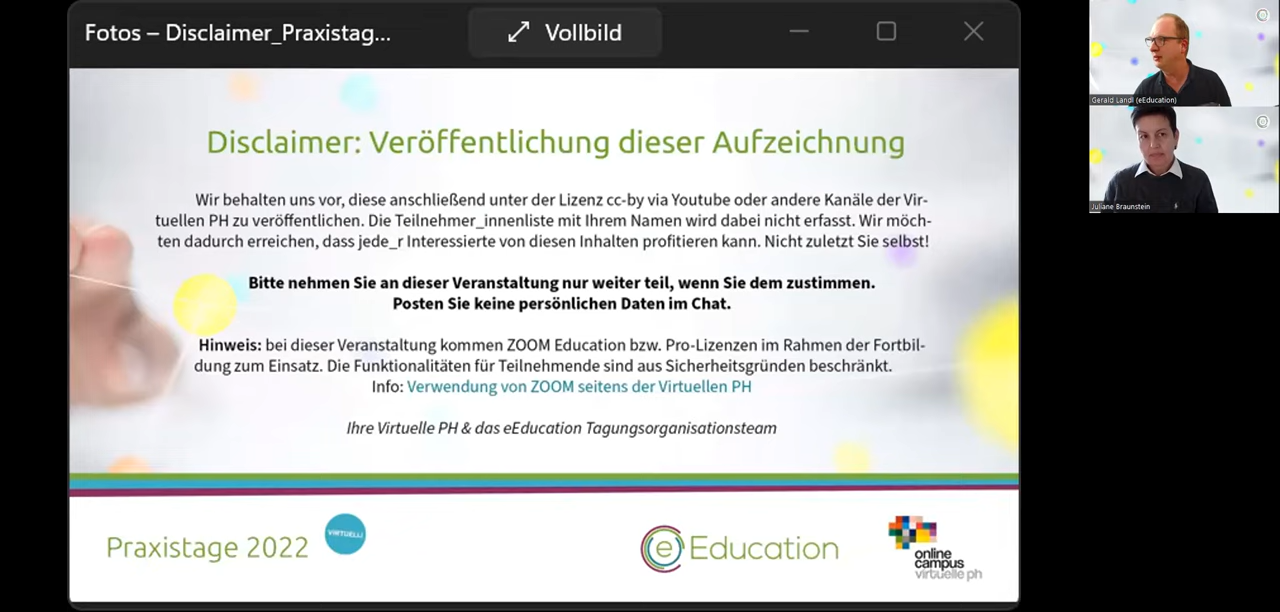 Fotos – Disclaimer_Praxistag...
Vollbild
Disclaimer: Veröffentlichung dieser Aufzeichnung
Wir behalten uns vor, diese anschließend unter der Lizenz cc-by via Youtube oder andere Kanäle der Vir-
tuellen PH zu veröffentlichen. Die Teilnehmer_innenliste mit Ihrem Namen wird dabei nicht erfasst. Wir möch-
ten dadurch erreichen, dass jede_r Interessierte von diesen Inhalten profitieren kann. Nicht zuletzt Sie selbst!
Bitte nehmen Sie an dieser Veranstaltung nur weiter teil, wenn Sie dem zustimmen.
Posten Sie keine persönlichen Daten im Chat.
Hinweis: bei dieser Veranstaltung kommen ZOOM Education bzw. Pro-Lizenzen im Rahmen der Fortbil-
dung zum Einsatz. Die Funktionalitäten für Teilnehmende sind aus Sicherheitsgründen beschränkt.
Info: Verwendung von ZOOM seitens der Virtuellen PH
Ihre Virtuelle PH & das eEducation Tagungsorganisationsteam
Praxistage 2022
VIRTUELL!
e Education
online
campus
virtuelle ph
Gerald Landl (eEducation)
Juliane Braunstein